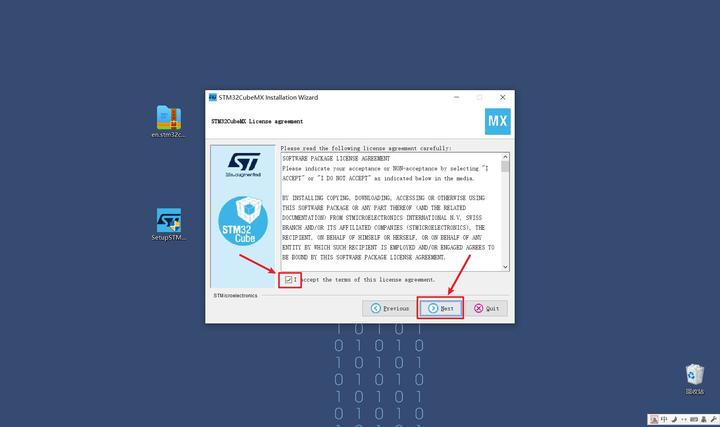 STM32CubeMX Installation Wizard
STM32CubeMX License agreement
MX
en.stm32c...
Please read the following license agreement carefully:
SOFTWARE PACKAGE LICENSE AGREEMENT
Please indicate your acceptance or NON-acceptance by selecting "I
ACCEPT" or "I DO NOT ACCEPT" as indicated below in the media.
BY INSTALLING COPYING, DOWNLOADING, ACCESSING OR OTHERWISE USING
THIS SOFTWARE PACKAGE OR ANY PART THEREOF (AND THE RELATED
DOCUMENTATION) FROM STMICROELECTRONICS INTERNATIONAL N.V, SWISS
BRANCH AND/OR ITS AFFILIATED COMPANIES (STMICROELECTRONICS), THE
RECIPIENT, ON BEHALF OF HIMSELF OR HERSELF, OR ON BEHALF OF ANY
ENTITY BY WHICH SUCH RECIPIENT IS EMPLOYED AND/OR ENGAGED AGREES TO
BE BOUND BY THIS SOFTWARE PACKAGE LICENSE AGREEMENT.
ST
life.augmented
STM32
Cube
SetupSTM...
I accept the terms of this license agreement.
STMicroelectronics
Previous
Next
Quit
1 0 1 0
0 1 0 1
1 0 1 0
0 1 0 1
1 0 1 0
0 1 0 1
回收站
中